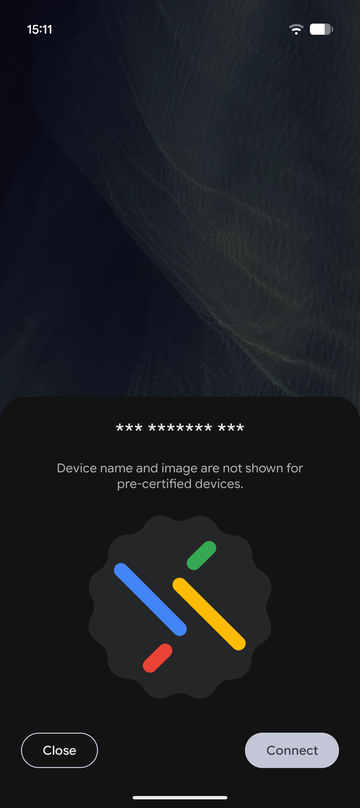 15:11
*** ******* ***
Device name and image are not shown for
pre-certified devices.
Close
Connect